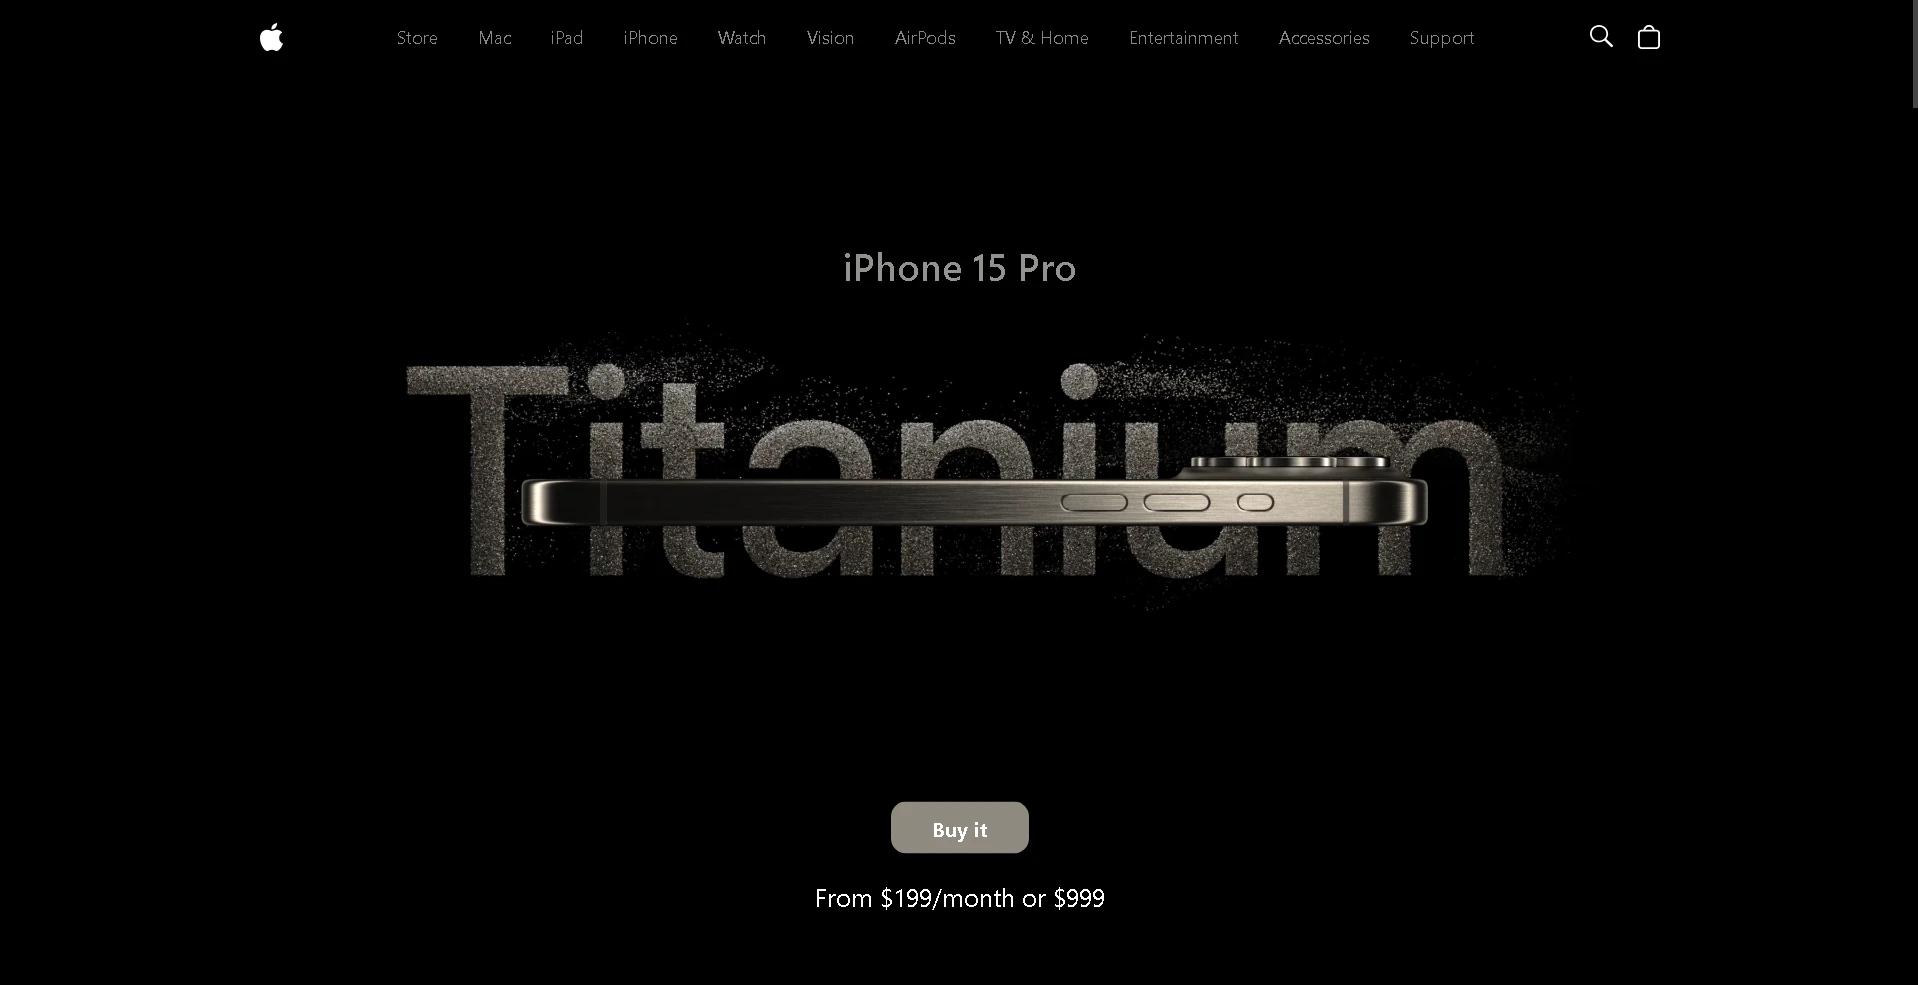 Store Mac iPad iPhone Watch Vision AirPods TV & Home Entertainment Accessories Support
iPhone 15 Pro
Titanium
Buy it
From $199/month or $999